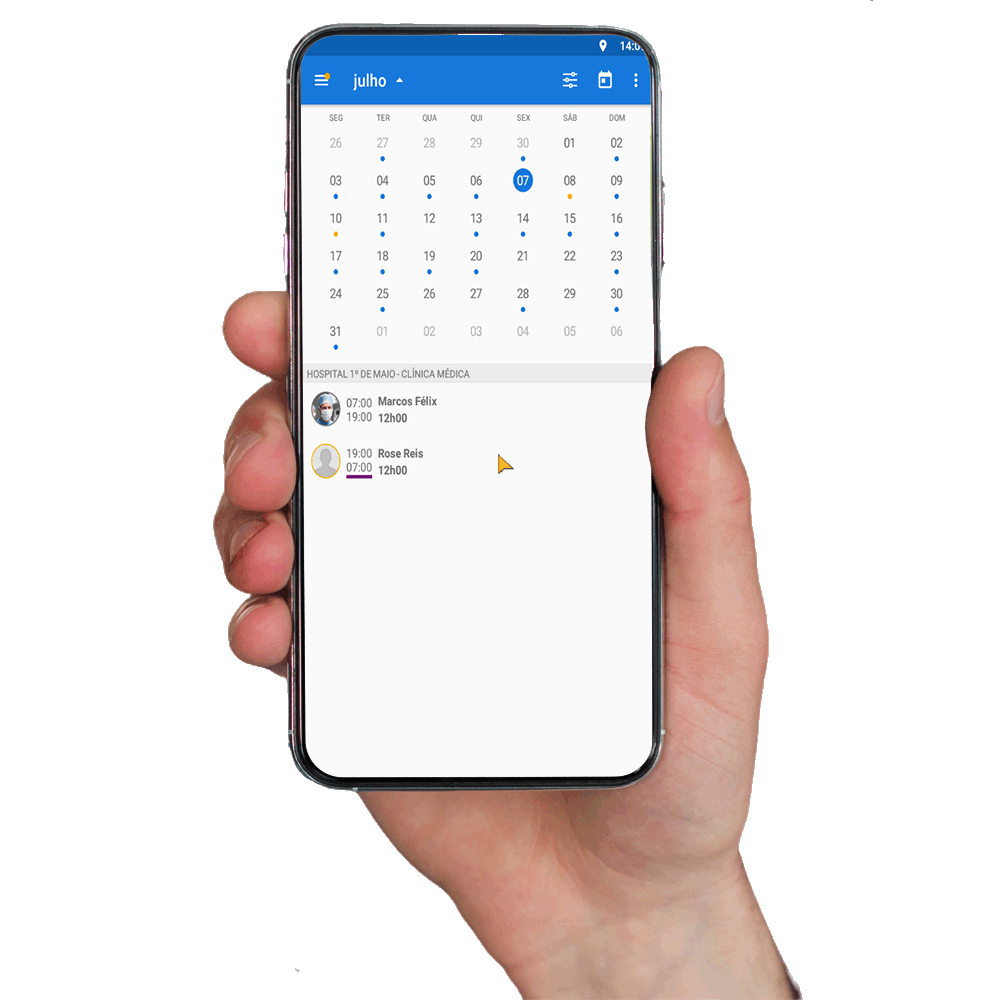 14:0
julho
SEG TER QUA QUI SEX SÁB DOM
26 27 28 29 30 01 02
03 04 05 06 07 08 09
10 11 12 13 14 15 16
17 18 19 20 21 22 23
24 25 26 27 28 29 30
31 01 02 03 04 05 06
HOSPITAL 1º DE MAIO - CLÍNICA MÉDICA
07:00 Marcos Félix
19:00 12h00
19:00 Rose Reis
07:00 12h00